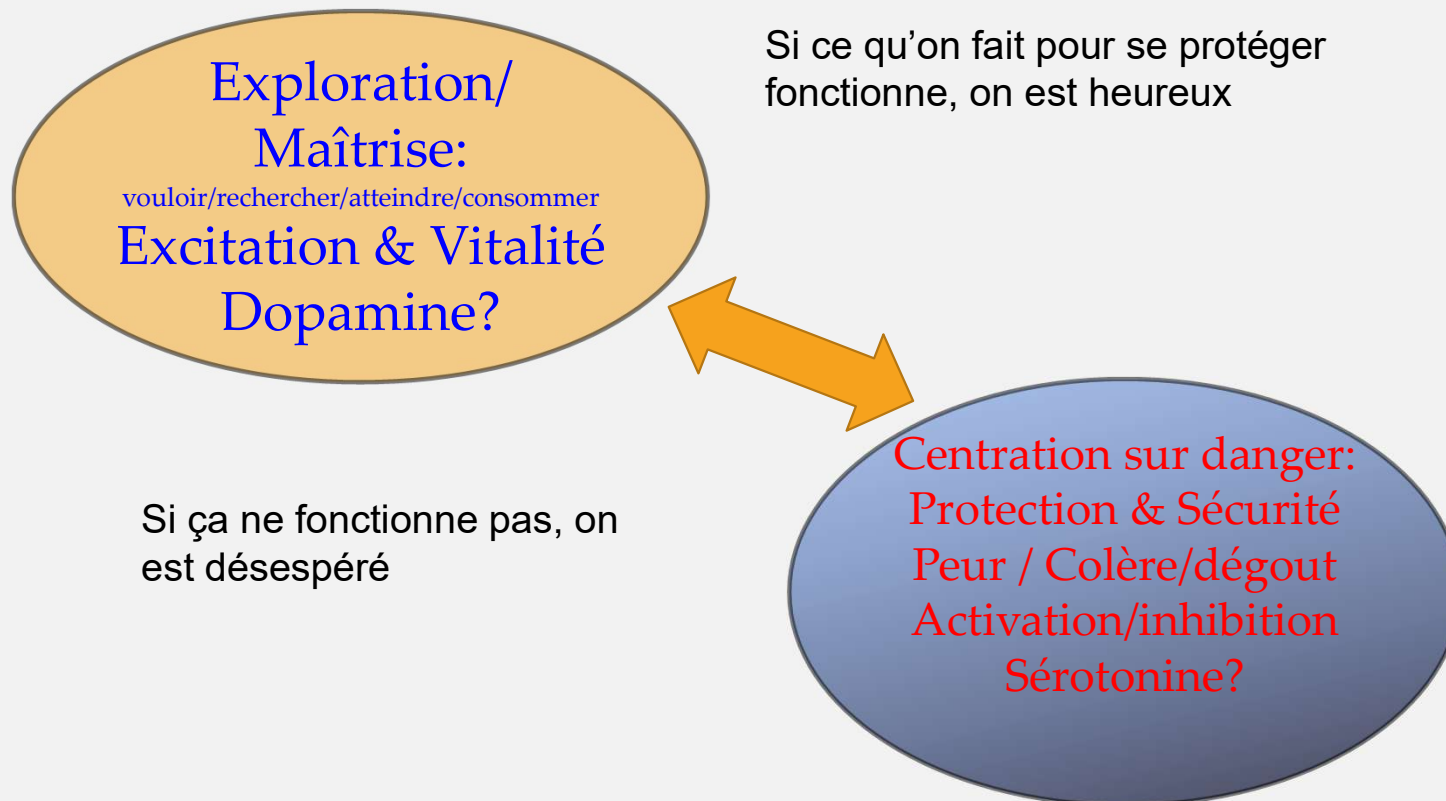 Exploration/
Maîtrise:
vouloir/rechercher/atteindre/consommer
Excitation & Vitalité
Dopamine?
Si ce qu’on fait pour se protéger
fonctionne, on est heureux
Si ça ne fonctionne pas, on
est désespéré
Centration sur danger:
Protection & Sécurité
Peur / Colère/dégout
Activation/inhibition
Sérotonine?